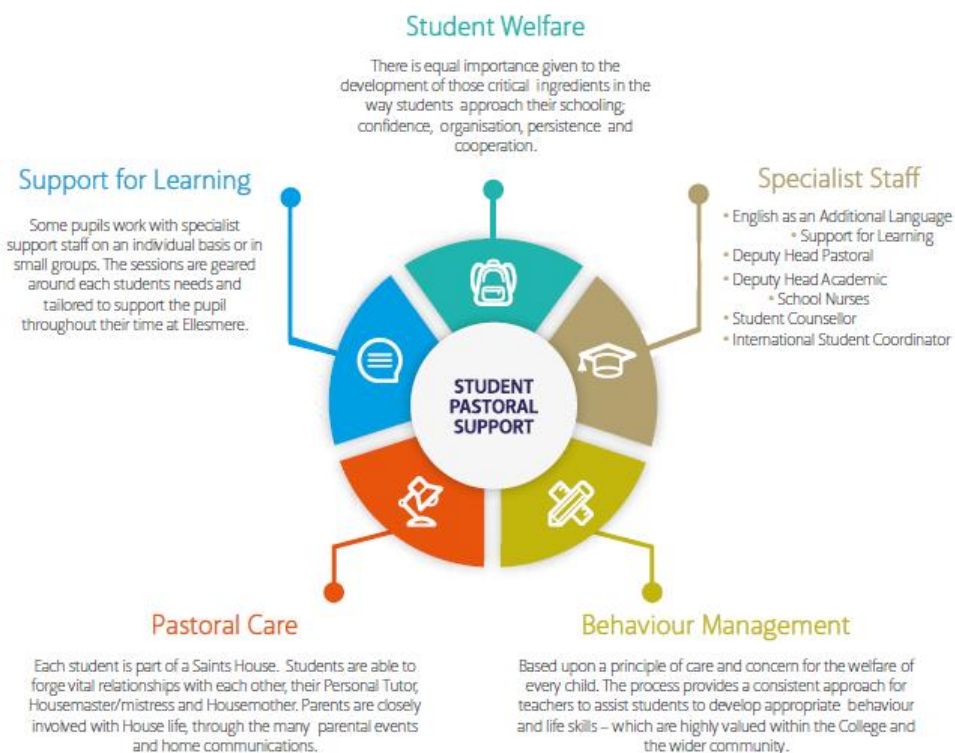 Student Welfare
There is equal importance given to the
development of those critical ingredients in the
way students approach their schooling;
confidence, organisation, persistence and
cooperation.
Support for Learning
Some pupils work with specialist
support staff on an individual basis or in
small groups. The sessions are geared
around each students needs and
tailored to support the pupil
throughout their time at Ellesmere.
Specialist Staff
• English as an Additional Language
• Support for Learning
• Deputy Head Pastoral
• Deputy Head Academic
• School Nurses
• Student Counsellor
• International Student Coordinator
STUDENT
PASTORAL
SUPPORT
Pastoral Care
Each student is part of a Saints House. Students are able to
forge vital relationships with each other, their Personal Tutor,
Housemaster/mistress and Housemother. Parents are closely
involved with House life, through the many parental events
and home communications.
Behaviour Management
Based upon a principle of care and concern for the welfare of
every child. The process provides a consistent approach for
teachers to assist students to develop appropriate behaviour
and life skills – which are highly valued within the College and
the wider community.